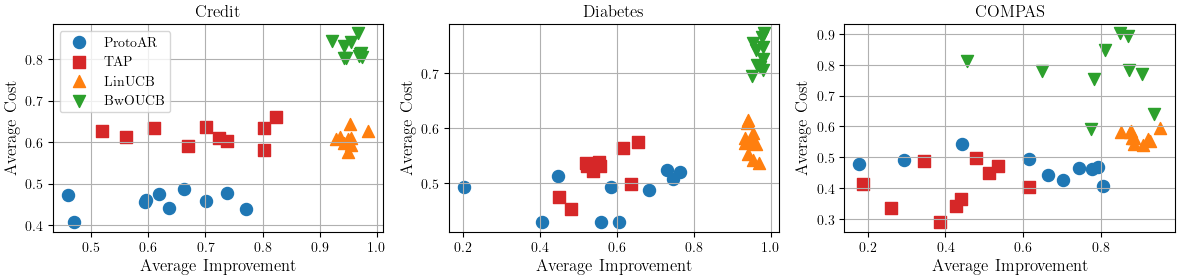 Credit
Average Cost
0.8
0.7
0.6
0.5
0.4
ProtoAR
TAP
LinUCB
BwOUCB
0.5 0.6 0.7 0.8 0.9 1.0
Average Improvement
Diabetes
Average Cost
0.7
0.6
0.5
0.2 0.4 0.6 0.8 1.0
Average Improvement
COMPAS
Average Cost
0.9
0.8
0.7
0.6
0.5
0.4
0.3
0.2 0.4 0.6 0.8
Average Improvement